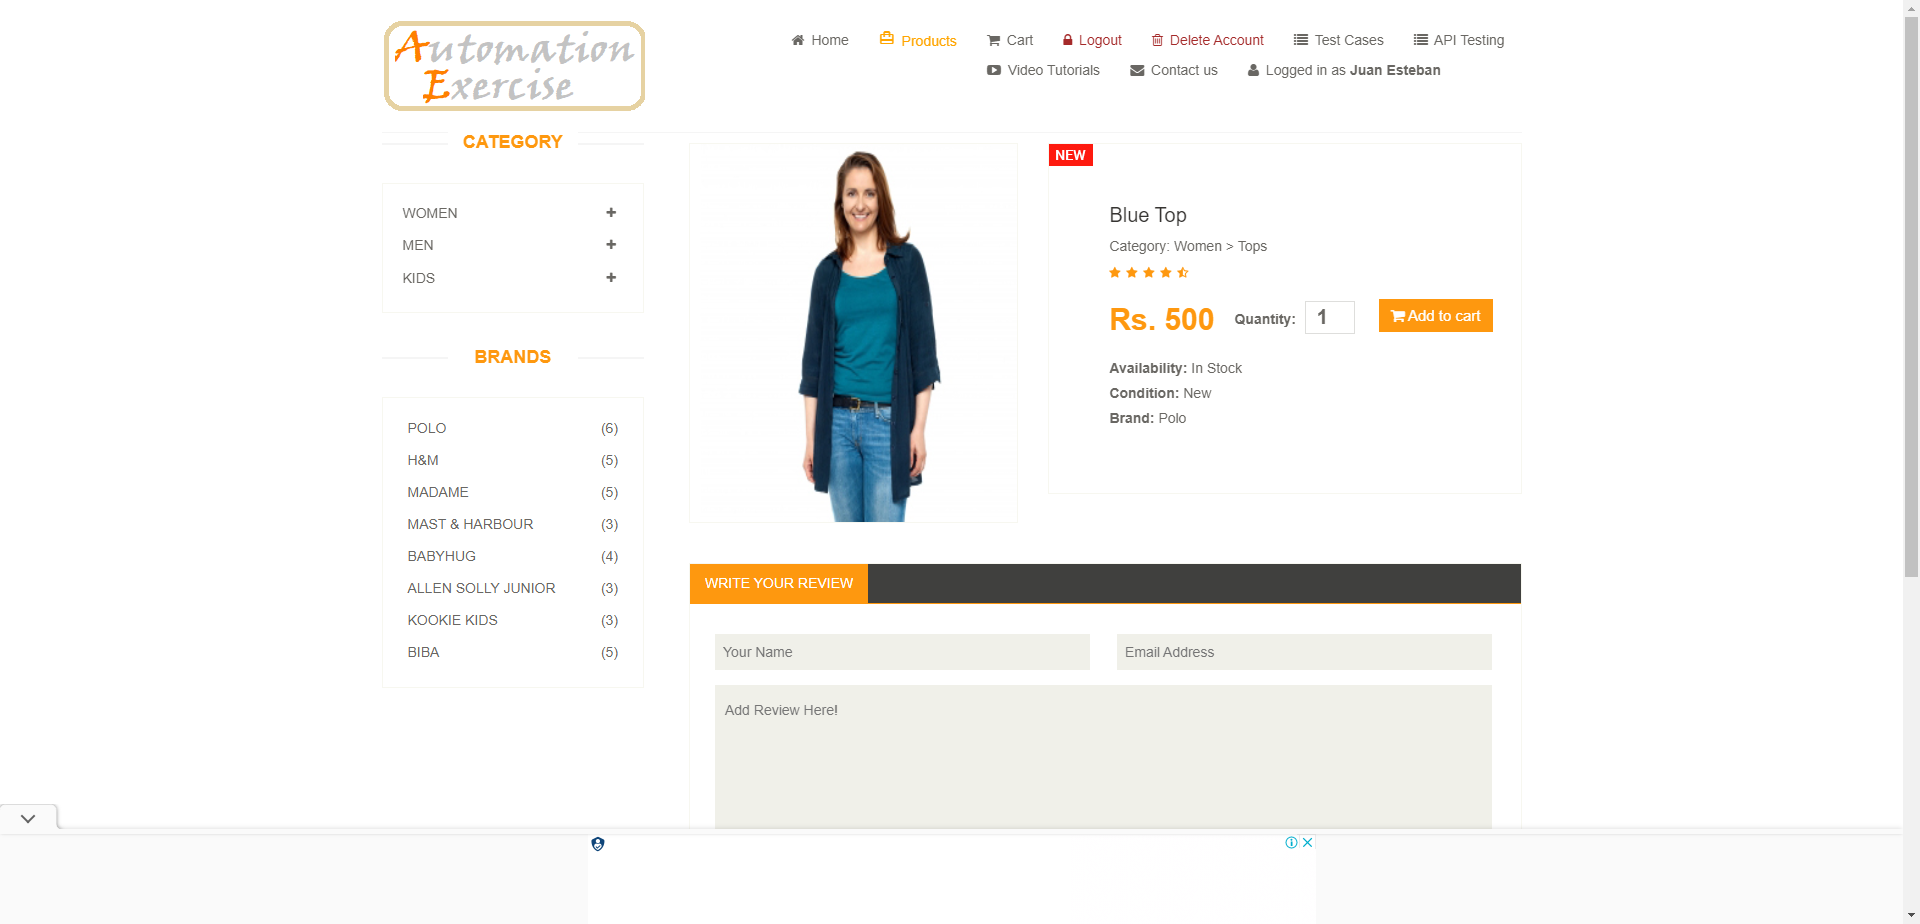 Automation
Exercise
Home Products Cart Logout Delete Account Test Cases API Testing
Video Tutorials Contact us Logged in as Juan Esteban
CATEGORY
WOMEN
MEN
KIDS
BRANDS
POLO (6)
H&M (5)
MADAME (5)
MAST & HARBOUR (3)
BABYHUG (4)
ALLEN SOLLY JUNIOR (3)
KOOKIE KIDS (3)
BIBA (5)
NEW
Blue Top
Category: Women > Tops
Rs. 500 Quantity: 1 Add to cart
Availability: In Stock
Condition: New
Brand: Polo
WRITE YOUR REVIEW
Your Name Email Address
Add Review Here!